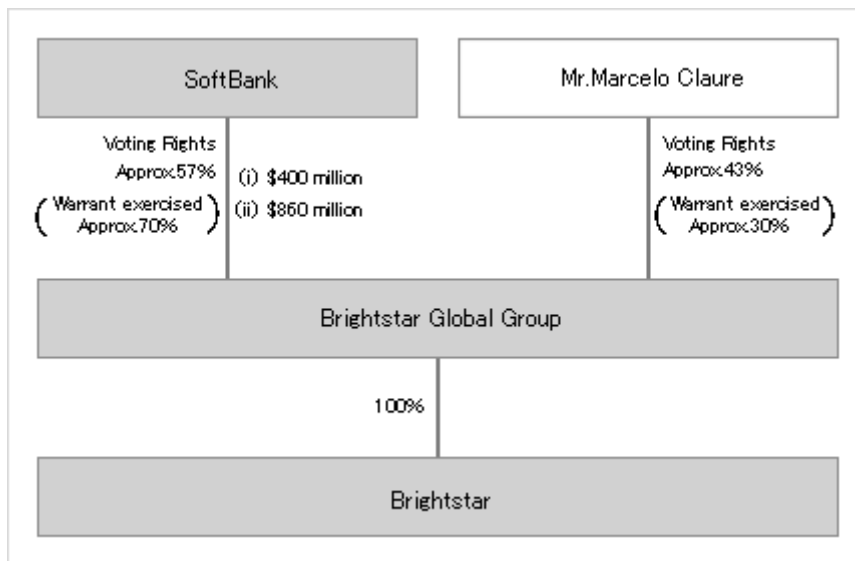 SoftBank
Mr.Marcelo Claure
Voting Rights
Approx.57%
(Warrant exercised
Approx.70%)
(i) $400 million
(ii) $860 million
Voting Rights
Approx.43%
(Warrant exercised
Approx.30%)
Brightstar Global Group
100%
Brightstar